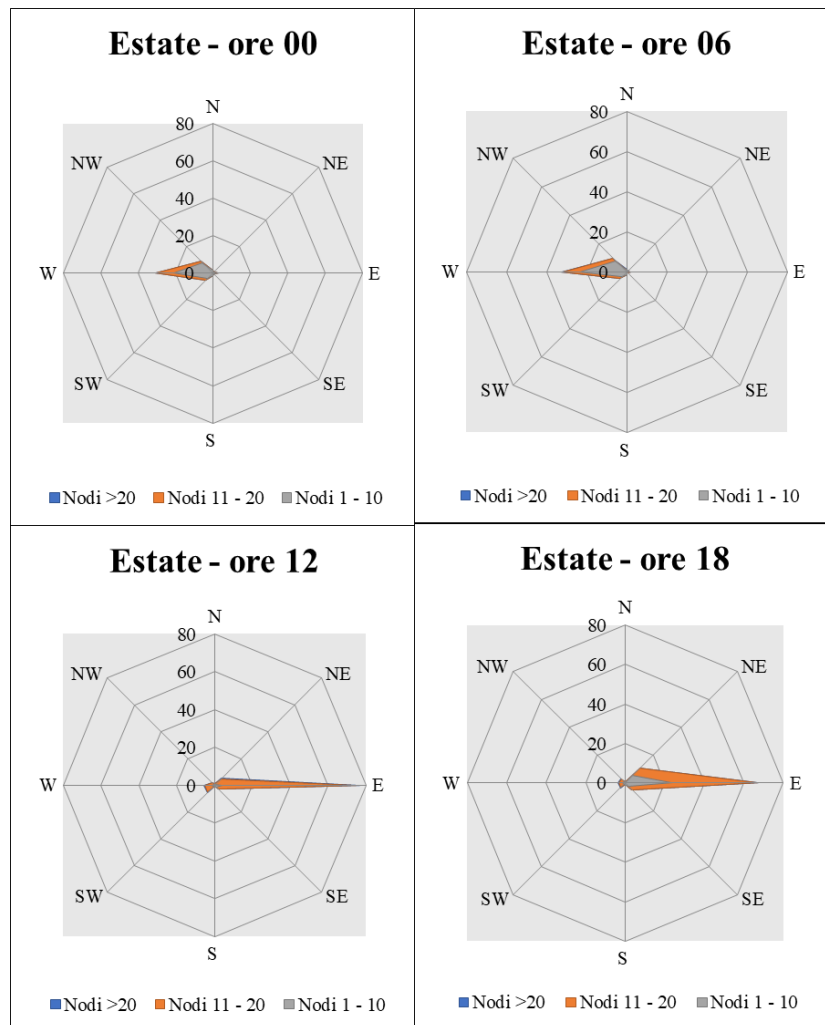 Estate - ore 00
N
80
NW
NE
60
40
20
W
0
E
SW
SE
S
Nodi >20 Nodi 11 - 20 Nodi 1 - 10
Estate - ore 06
N
80
NW
NE
60
40
20
W
0
E
SW
SE
S
Nodi >20 Nodi 11 - 20 Nodi 1 - 10
Estate - ore 12
N
80
NW
NE
60
40
20
W
0
E
SW
SE
S
Nodi >20 Nodi 11 - 20 Nodi 1 - 10
Estate - ore 18
N
80
NW
NE
60
40
20
W
0
E
SW
SE
S
Nodi >20 Nodi 11 - 20 Nodi 1 - 10